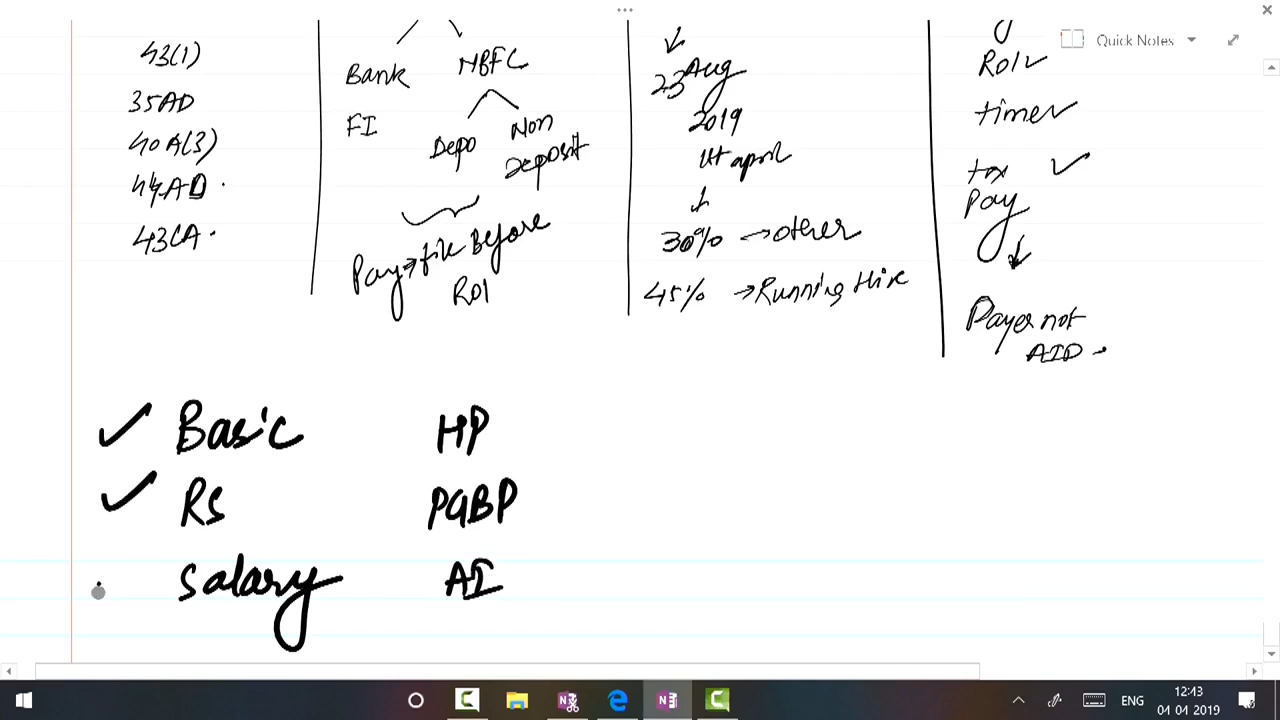 Quick Notes
43(1)
35AD
40A(3)
44AD
43CA
Bank NBFC
FI Depo Non
Deposit
Pay → file Before
ROI
23 Aug
2019
1st april
30% → other
45% → Running Hire
ROI
timer
tax
Pay
Payer not
AID
Basic HP
RS PGBP
Salary AI
ENG
12:43
04-04-2019